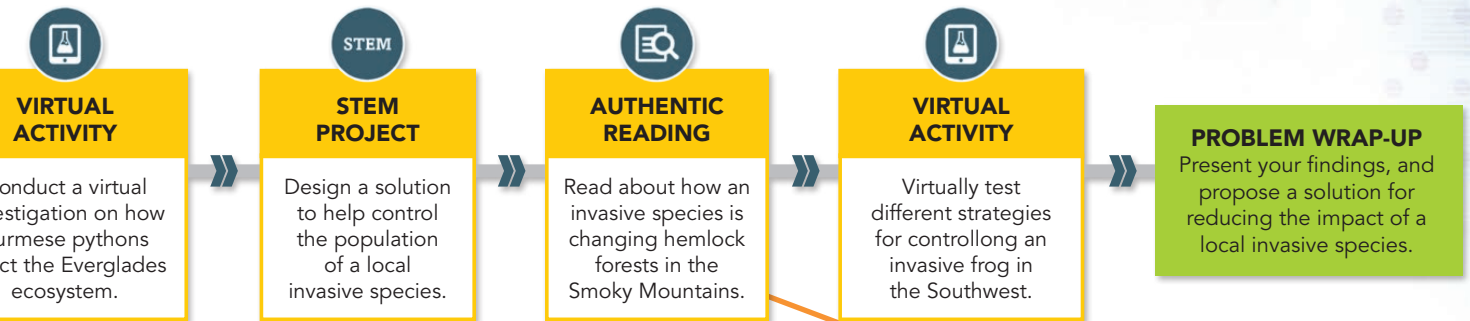 VIRTUAL
ACTIVITY
onduct a virtual
estigation on how
urmese pythons
ct the Everglades
ecosystem.
STEM
STEM
PROJECT
Design a solution
to help control
the population
of a local
invasive species.
AUTHENTIC
READING
Read about how an
invasive species is
changing hemlock
forests in the
Smoky Mountains.
VIRTUAL
ACTIVITY
Virtually test
different strategies
for controllong an
invasive frog in
the Southwest.
PROBLEM WRAP-UP
Present your findings, and
propose a solution for
reducing the impact of a
local invasive species.